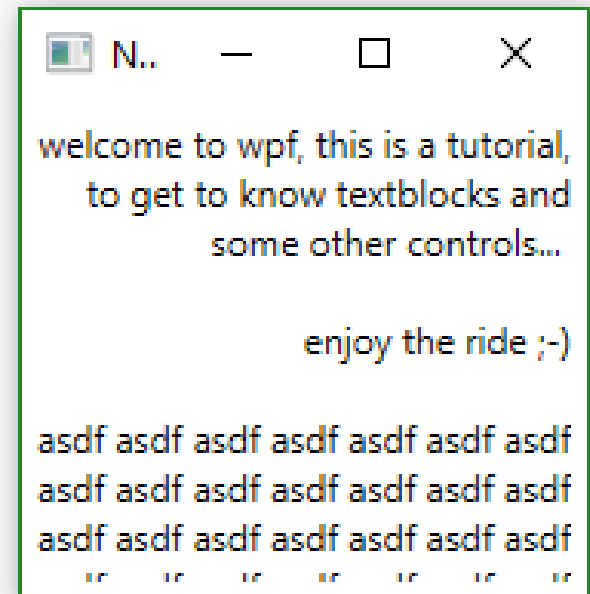 N..
welcome to wpf, this is a tutorial,
to get to know textblocks and
some other controls...
enjoy the ride ;-)
asdf asdf asdf asdf asdf asdf asdf
asdf asdf asdf asdf asdf asdf asdf
asdf asdf asdf asdf asdf asdf asdf